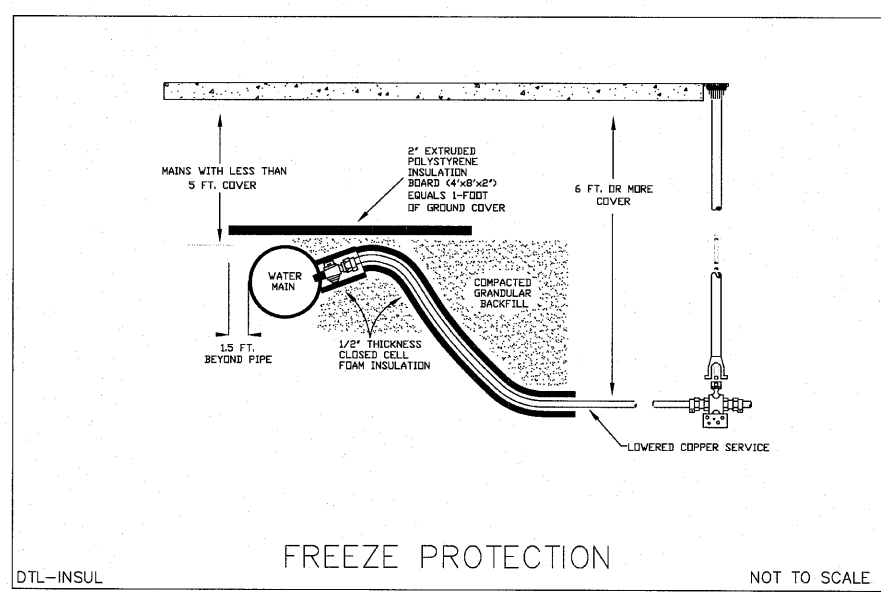 2" EXTRUDED
POLYSTYRENE
INSULATION
BOARD (4'x8'x2")
EQUALS 1-FOOT
OF GROUND COVER
MAINS WITH LESS THAN
5 FT. COVER
6 FT. OR MORE
COVER
WATER
MAIN
COMPACTED
GRANDULAR
BACKFILL
1.5 FT.
BEYOND PIPE
1/2" THICKNESS
CLOSED CELL
FOAM INSULATION
LOWERED COPPER SERVICE
FREEZE PROTECTION
DTL-INSUL
NOT TO SCALE